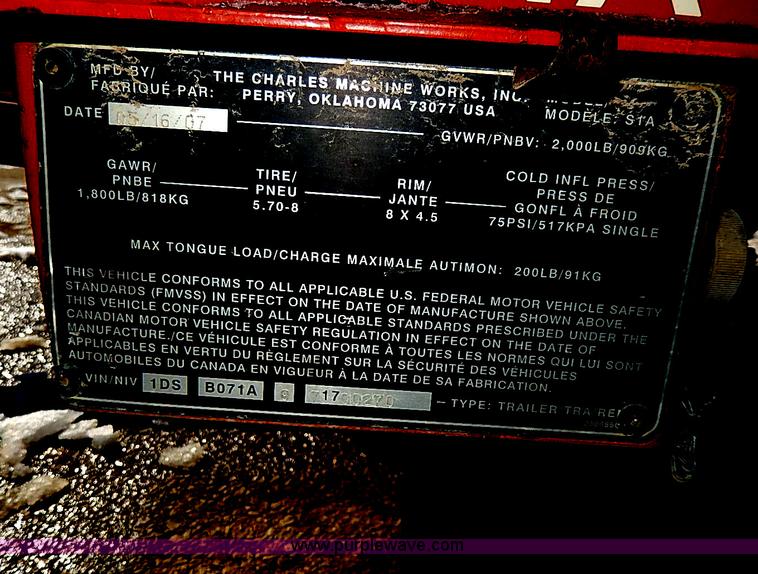 MFD BY/
FABRIQUÉ PAR:
THE CHARLES MACHINE WORKS, INC.
PERRY, OKLAHOMA 73077 USA
MODEL/
MODÈLE: S1A
DATE 05/16/07
GVWR/PNBV: 2,000LB/909KG
GAWR/
PNBE
1,800LB/818KG
TIRE/
PNEU
5.70-8
RIM/
JANTE
8 X 4.5
COLD INFL PRESS/
PRESS DE
GONFL À FROID
75PSI/517KPA SINGLE
MAX TONGUE LOAD/CHARGE MAXIMALE AUTIMON: 200LB/91KG
THIS VEHICLE CONFORMS TO ALL APPLICABLE U.S. FEDERAL MOTOR VEHICLE SAFETY
STANDARDS (FMVSS) IN EFFECT ON THE DATE OF MANUFACTURE SHOWN ABOVE,
THIS VEHICLE CONFORMS TO ALL APPLICABLE STANDARDS PRESCRIBED UNDER THE
CANADIAN MOTOR VEHICLE SAFETY REGULATION IN EFFECT ON THE DATE OF
MANUFACTURE./CE VÉHICULE EST CONFORME À TOUTES LES NORMES QUI LUI SONT
APPLICABLES EN VERTU DU RÈGLEMENT SUR LA SÉCURITÉ DES VÉHICULES
AUTOMOBILES DU CANADA EN VIGUEUR À LA DATE DE SA FABRICATION.
VIN/NIV 1DS B071A – TYPE: TRAILER
www.purplewave.com